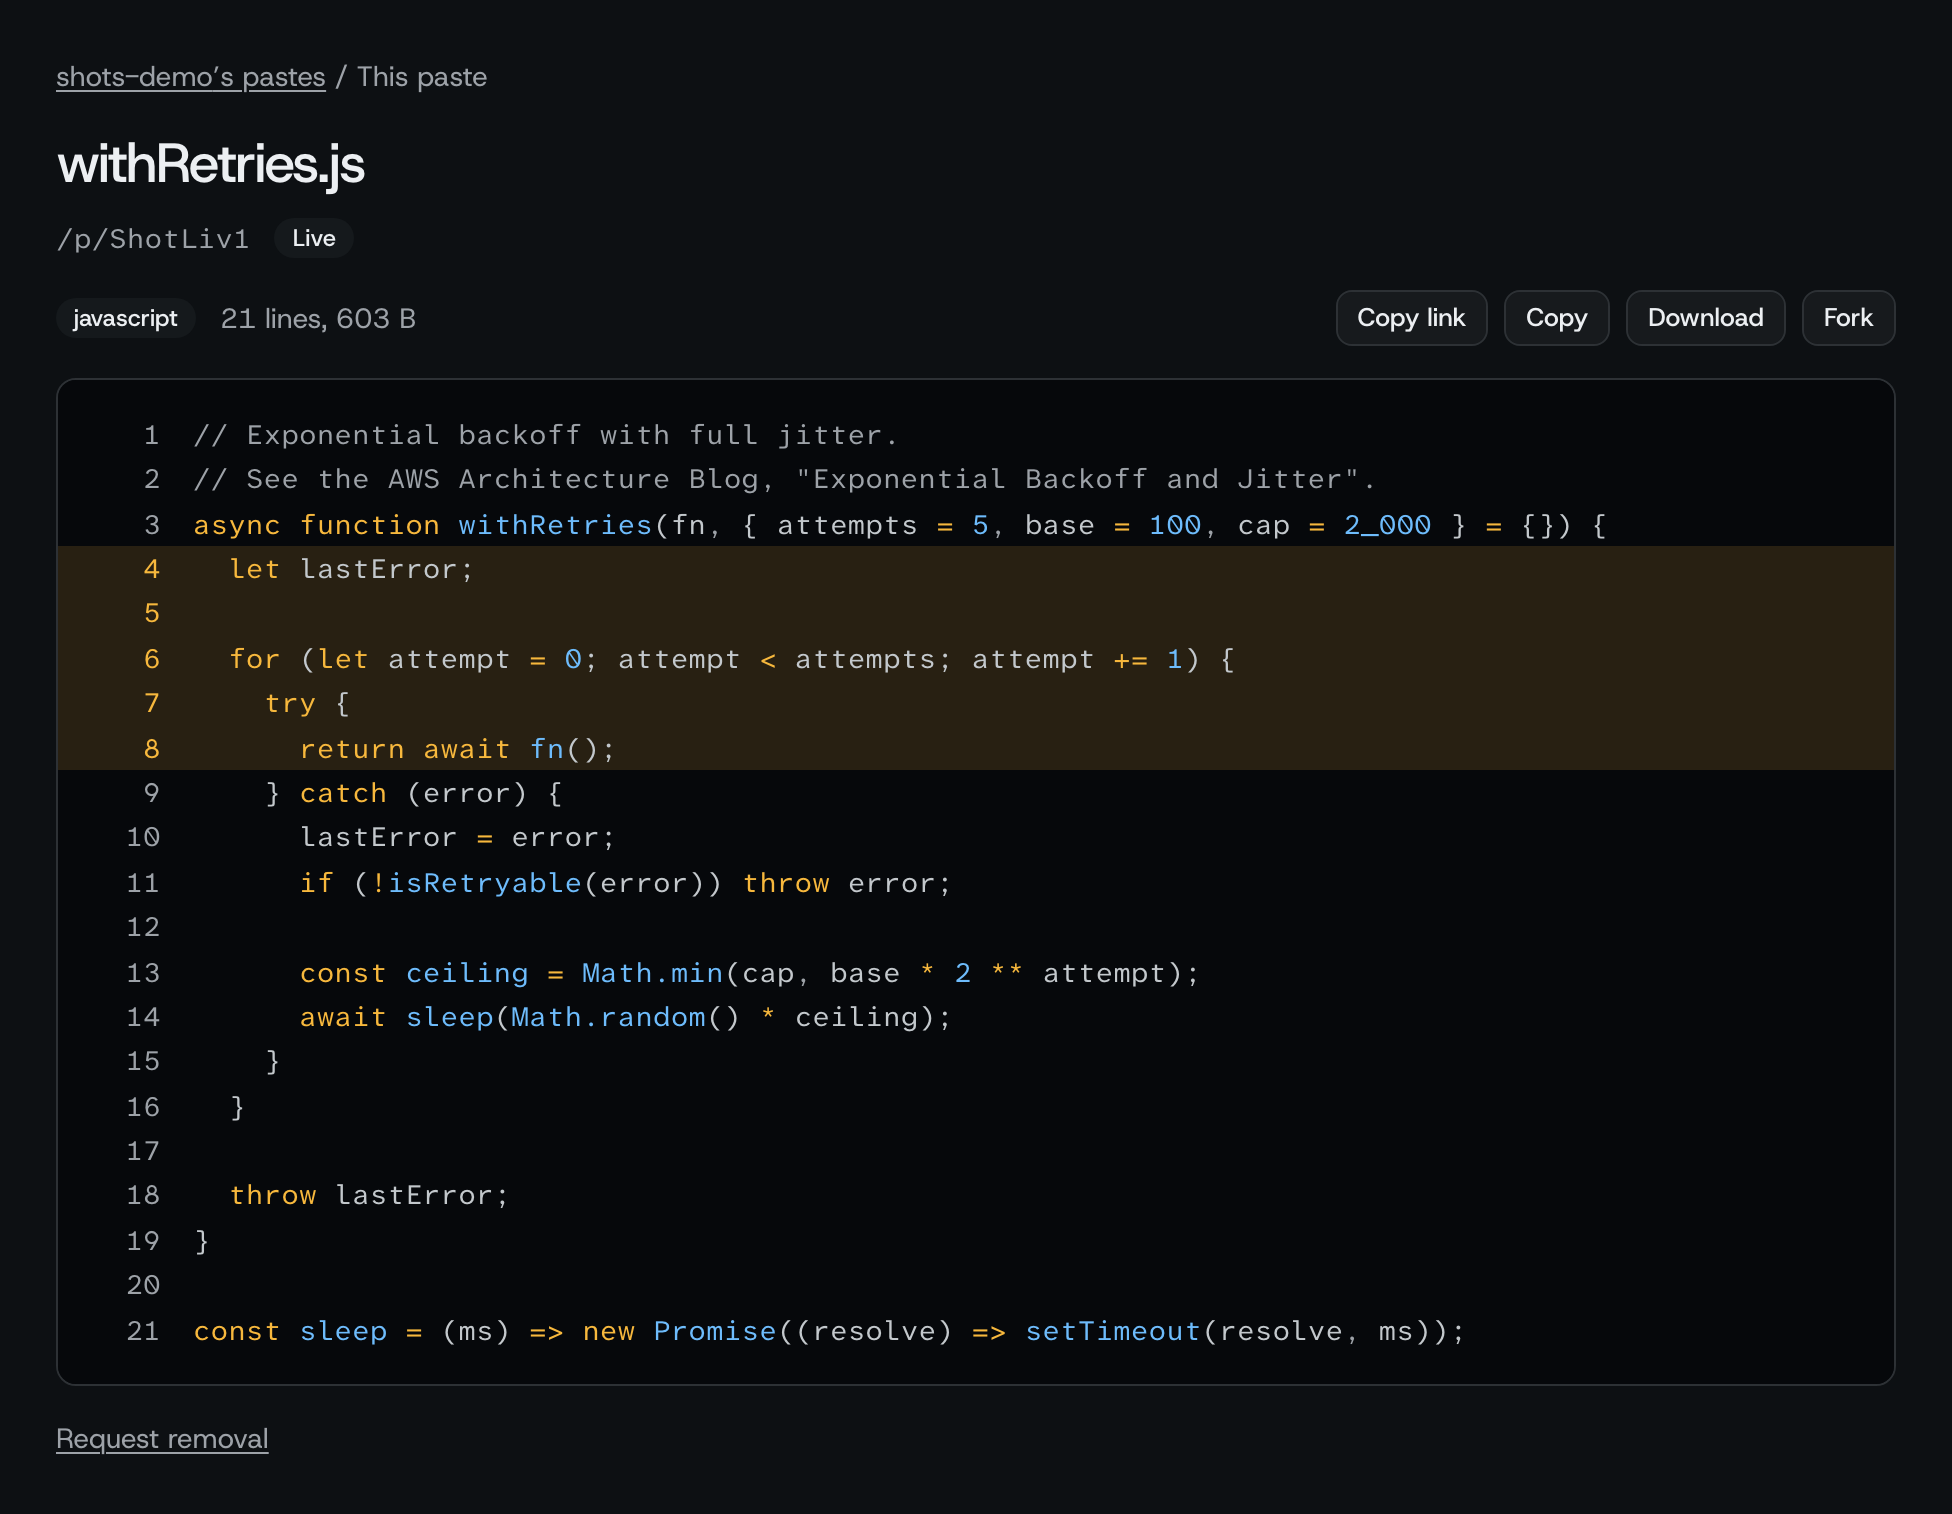 shots-demo’s pastes / This paste
withRetries.js
/p/ShotLiv1 Live
javascript 21 lines, 603 B Copy link Copy Download Fork
1 // Exponential backoff with full jitter.
2 // See the AWS Architecture Blog, "Exponential Backoff and Jitter".
3 async function withRetries(fn, { attempts = 5, base = 100, cap = 2_000 } = {}) {
4   let lastError;
5
6   for (let attempt = 0; attempt < attempts; attempt += 1) {
7     try {
8       return await fn();
9     } catch (error) {
10       lastError = error;
11       if (!isRetryable(error)) throw error;
12
13       const ceiling = Math.min(cap, base * 2 ** attempt);
14       await sleep(Math.random() * ceiling);
15     }
16   }
17
18   throw lastError;
19 }
20
21 const sleep = (ms) => new Promise((resolve) => setTimeout(resolve, ms));
Request removal